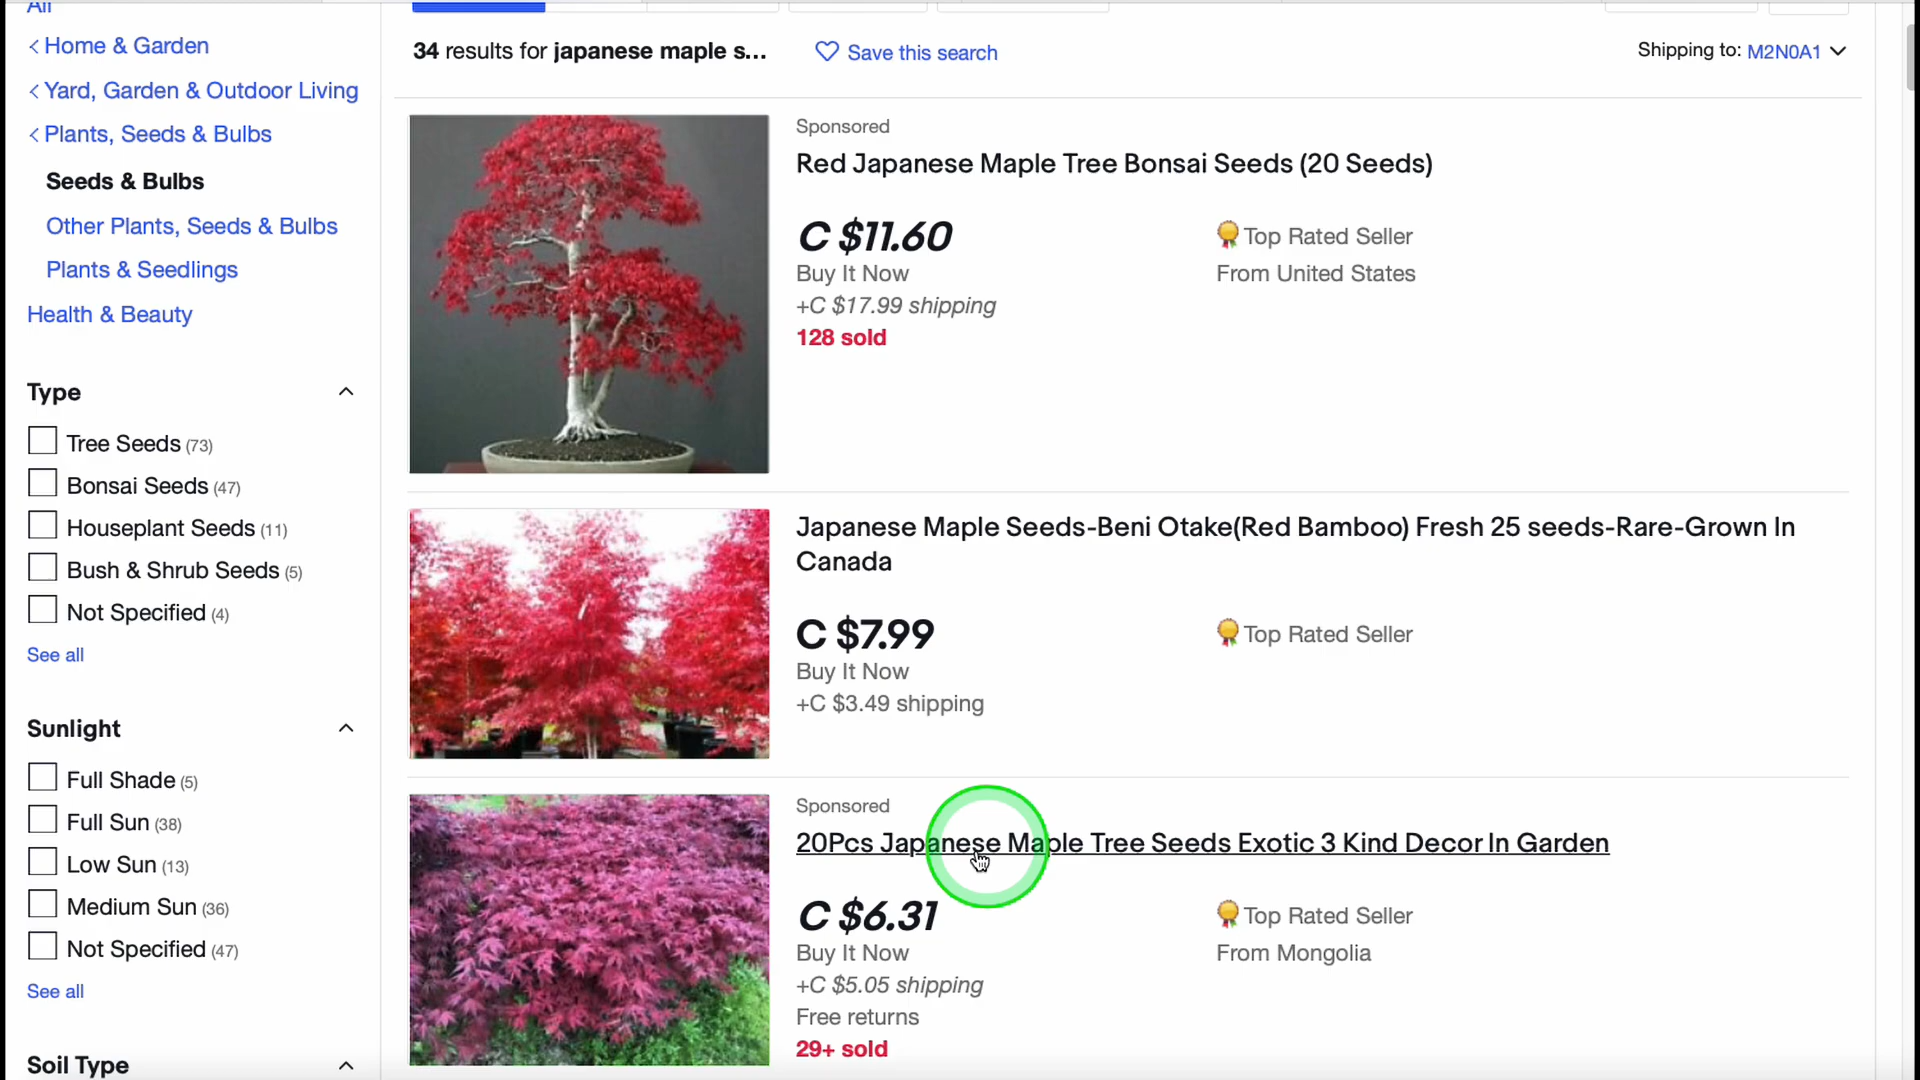 All
< Home & Garden
< Yard, Garden & Outdoor Living
< Plants, Seeds & Bulbs
Seeds & Bulbs
Other Plants, Seeds & Bulbs
Plants & Seedlings
Health & Beauty
Type
Tree Seeds (73)
Bonsai Seeds (47)
Houseplant Seeds (11)
Bush & Shrub Seeds (5)
Not Specified (4)
See all
Sunlight
Full Shade (5)
Full Sun (38)
Low Sun (13)
Medium Sun (36)
Not Specified (47)
See all
Soil Type
34 results for japanese maple s...
Save this search
Shipping to: M2N0A1
Sponsored
Red Japanese Maple Tree Bonsai Seeds (20 Seeds)
C $11.60
Buy It Now
+C $17.99 shipping
128 sold
Top Rated Seller
From United States
Japanese Maple Seeds-Beni Otake(Red Bamboo) Fresh 25 seeds-Rare-Grown In
Canada
C $7.99
Buy It Now
+C $3.49 shipping
Top Rated Seller
Sponsored
20Pcs Japanese Maple Tree Seeds Exotic 3 Kind Decor In Garden
C $6.31
Buy It Now
+C $5.05 shipping
Free returns
29+ sold
Top Rated Seller
From Mongolia